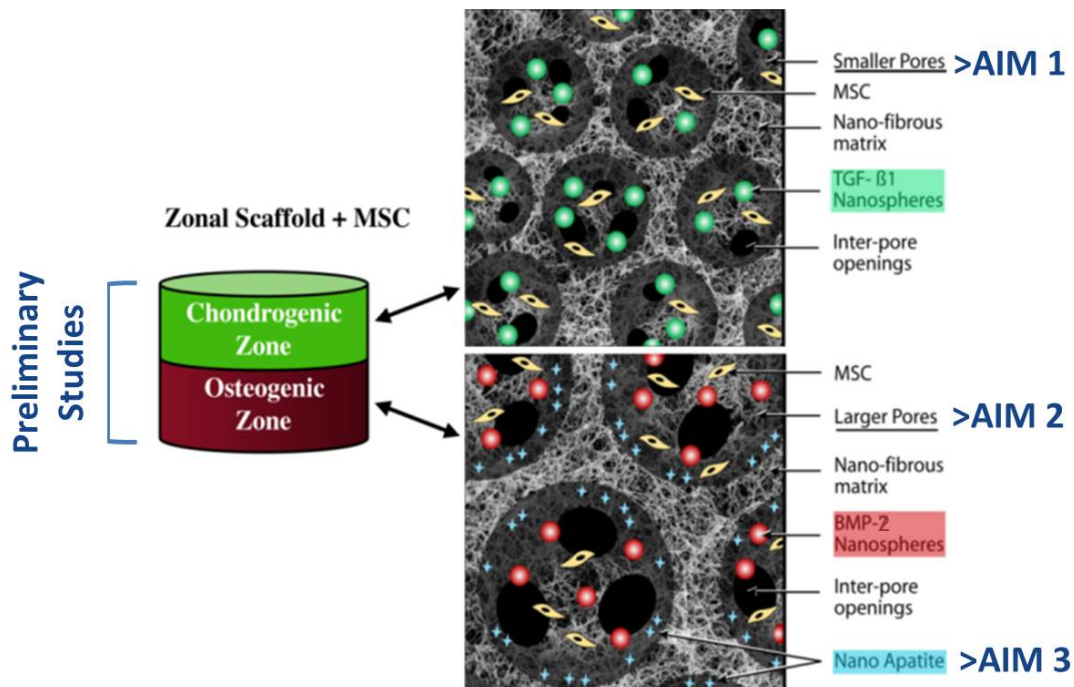 Preliminary
Studies
Zonal Scaffold + MSC
Chondrogenic
Zone
Osteogenic
Zone
Smaller Pores >AIM 1
MSC
Nano-fibrous
matrix
TGF- ß1
Nanospheres
Inter-pore
openings
MSC
Larger Pores >AIM 2
Nano-fibrous
matrix
BMP-2
Nanospheres
Inter-pore
openings
Nano Apatite >AIM 3